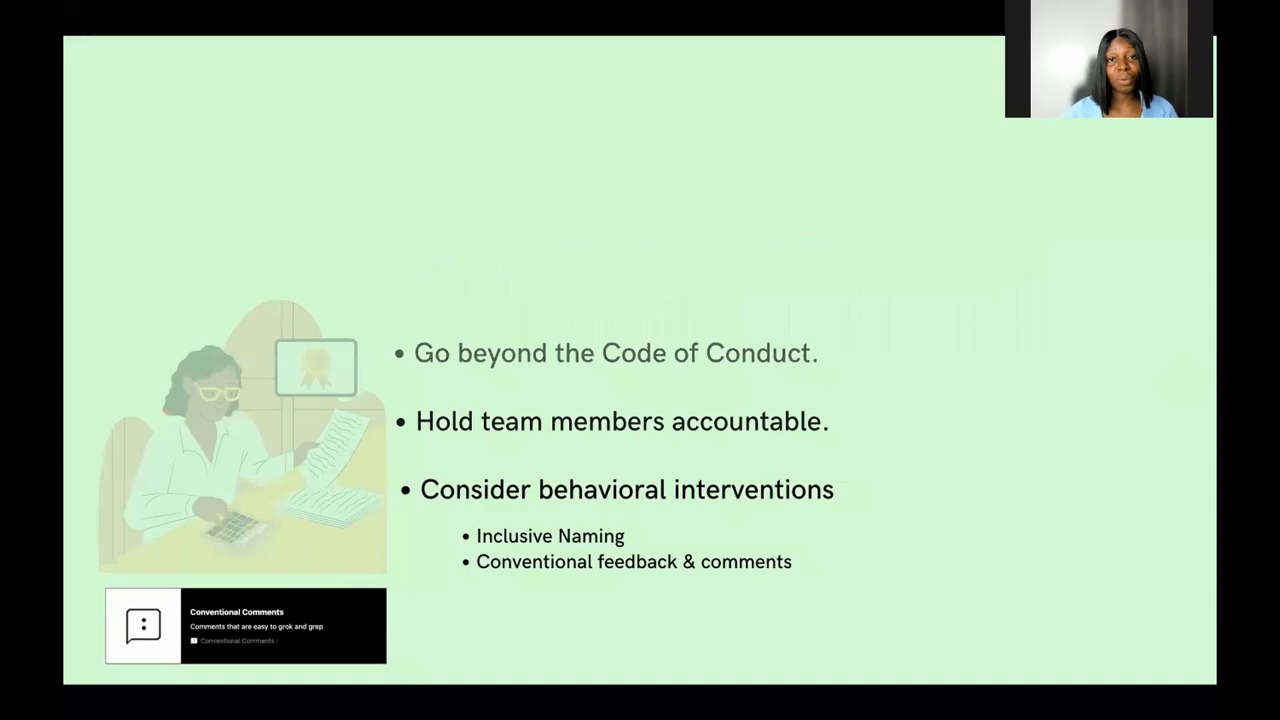 • Go beyond the Code of Conduct.
• Hold team members accountable.
• Consider behavioral interventions
• Inclusive Naming
• Conventional feedback & comments
Conventional Comments
Comments that are easy to grok and grep
Conventional Comments /